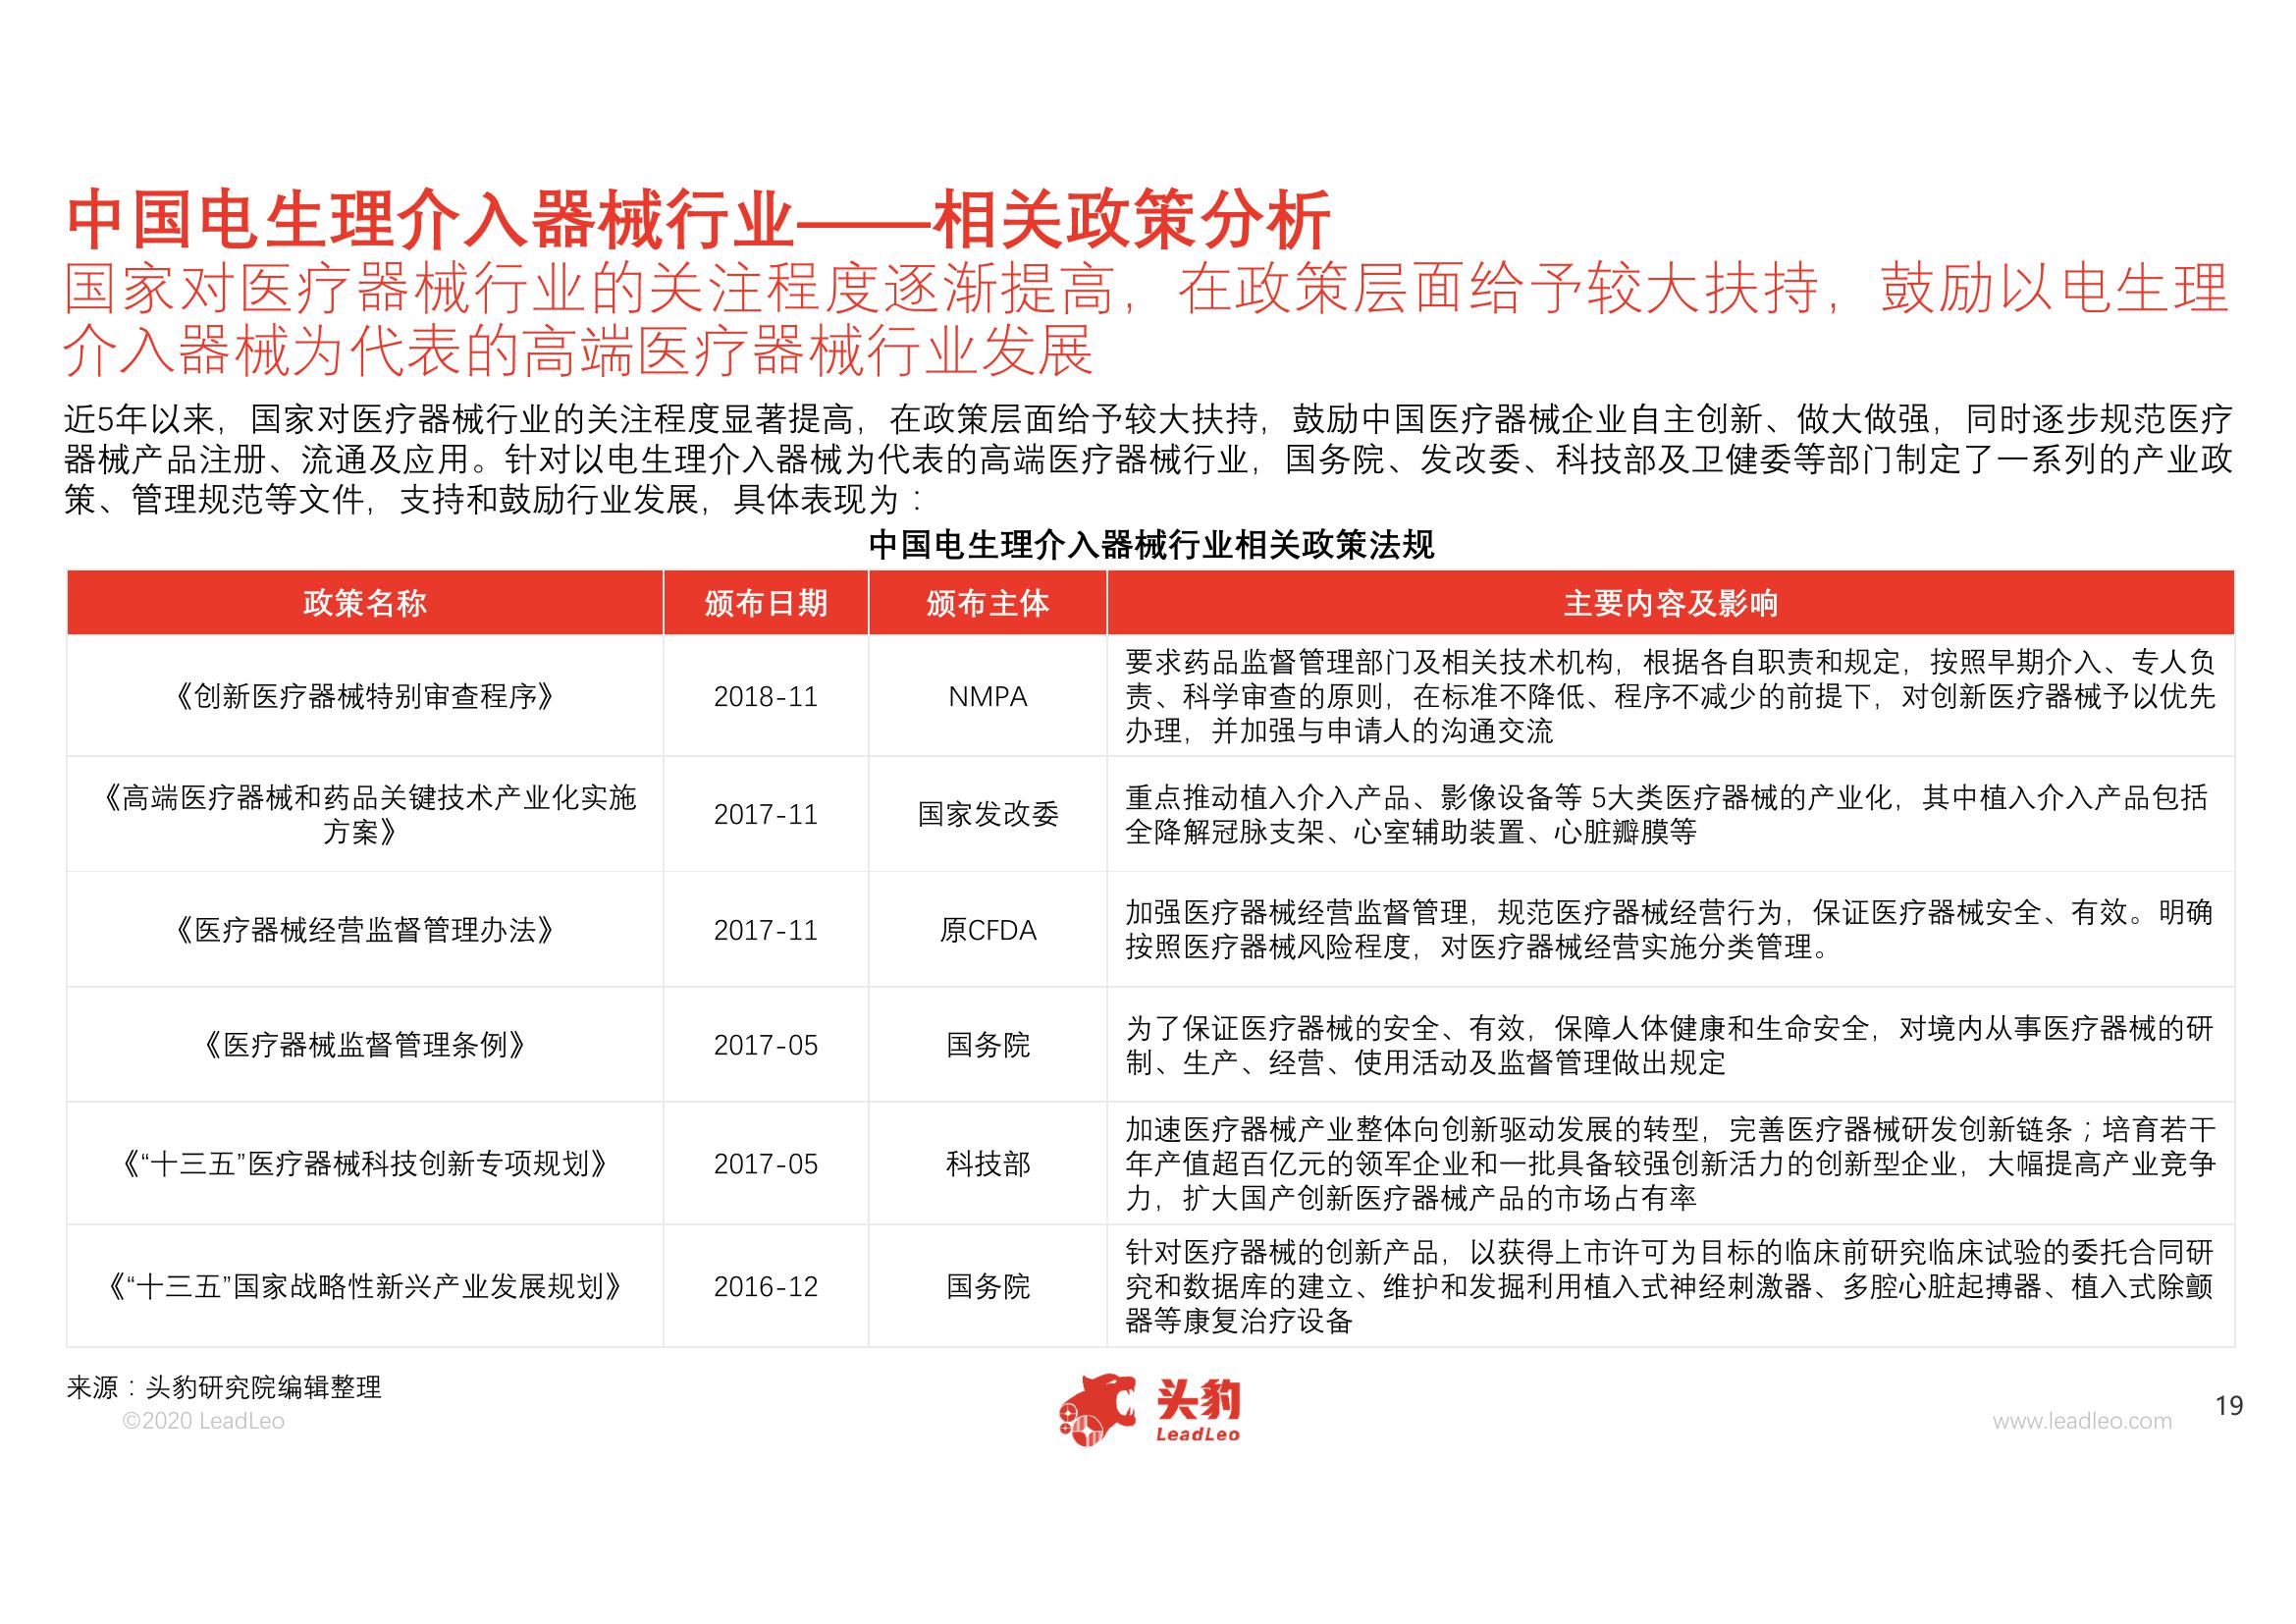 中国电生理介入器械行业——相关政策分析
国家对医疗器械行业的关注程度逐渐提高，在政策层面给予较大扶持，鼓励以电生理
介入器械为代表的高端医疗器械行业发展
近5年以来，国家对医疗器械行业的关注程度显著提高，在政策层面给予较大扶持，鼓励中国医疗器械企业自主创新、做大做强，同时逐步规范医疗
器械产品注册、流通及应用。针对以电生理介入器械为代表的高端医疗器械行业，国务院、发改委、科技部及卫健委等部门制定了一系列的产业政
策、管理规范等文件，支持和鼓励行业发展，具体表现为：
中国电生理介入器械行业相关政策法规
政策名称 颁布日期 颁布主体 主要内容及影响
《创新医疗器械特别审查程序》 2018-11 NMPA
要求药品监督管理部门及相关技术机构，根据各自职责和规定，按照早期介入、专人负
责、科学审查的原则，在标准不降低、程序不减少的前提下，对创新医疗器械予以优先
办理，并加强与申请人的沟通交流
《高端医疗器械和药品关键技术产业化实施
方案》
2017-11 国家发改委
重点推动植入介入产品、影像设备等 5大类医疗器械的产业化，其中植入介入产品包括
全降解冠脉支架、心室辅助装置、心脏瓣膜等
《医疗器械经营监督管理办法》 2017-11 原CFDA
加强医疗器械经营监督管理，规范医疗器械经营行为，保证医疗器械安全、有效。明确
按照医疗器械风险程度，对医疗器械经营实施分类管理。
《医疗器械监督管理条例》 2017-05 国务院
为了保证医疗器械的安全、有效，保障人体健康和生命安全，对境内从事医疗器械的研
制、生产、经营、使用活动及监督管理做出规定
《“十三五”医疗器械科技创新专项规划》 2017-05 科技部
加速医疗器械产业整体向创新驱动发展的转型，完善医疗器械研发创新链条；培育若干
年产值超百亿元的领军企业和一批具备较强创新活力的创新型企业，大幅提高产业竞争
力，扩大国产创新医疗器械产品的市场占有率
《“十三五”国家战略性新兴产业发展规划》 2016-12 国务院
针对医疗器械的创新产品，以获得上市许可为目标的临床前研究临床试验的委托合同研
究和数据库的建立、维护和发掘利用植入式神经刺激器、多腔心脏起搏器、植入式除颤
器等康复治疗设备
来源：头豹研究院编辑整理
©2020 LeadLeo
头豹
LeadLeo
www.leadleo.com
19